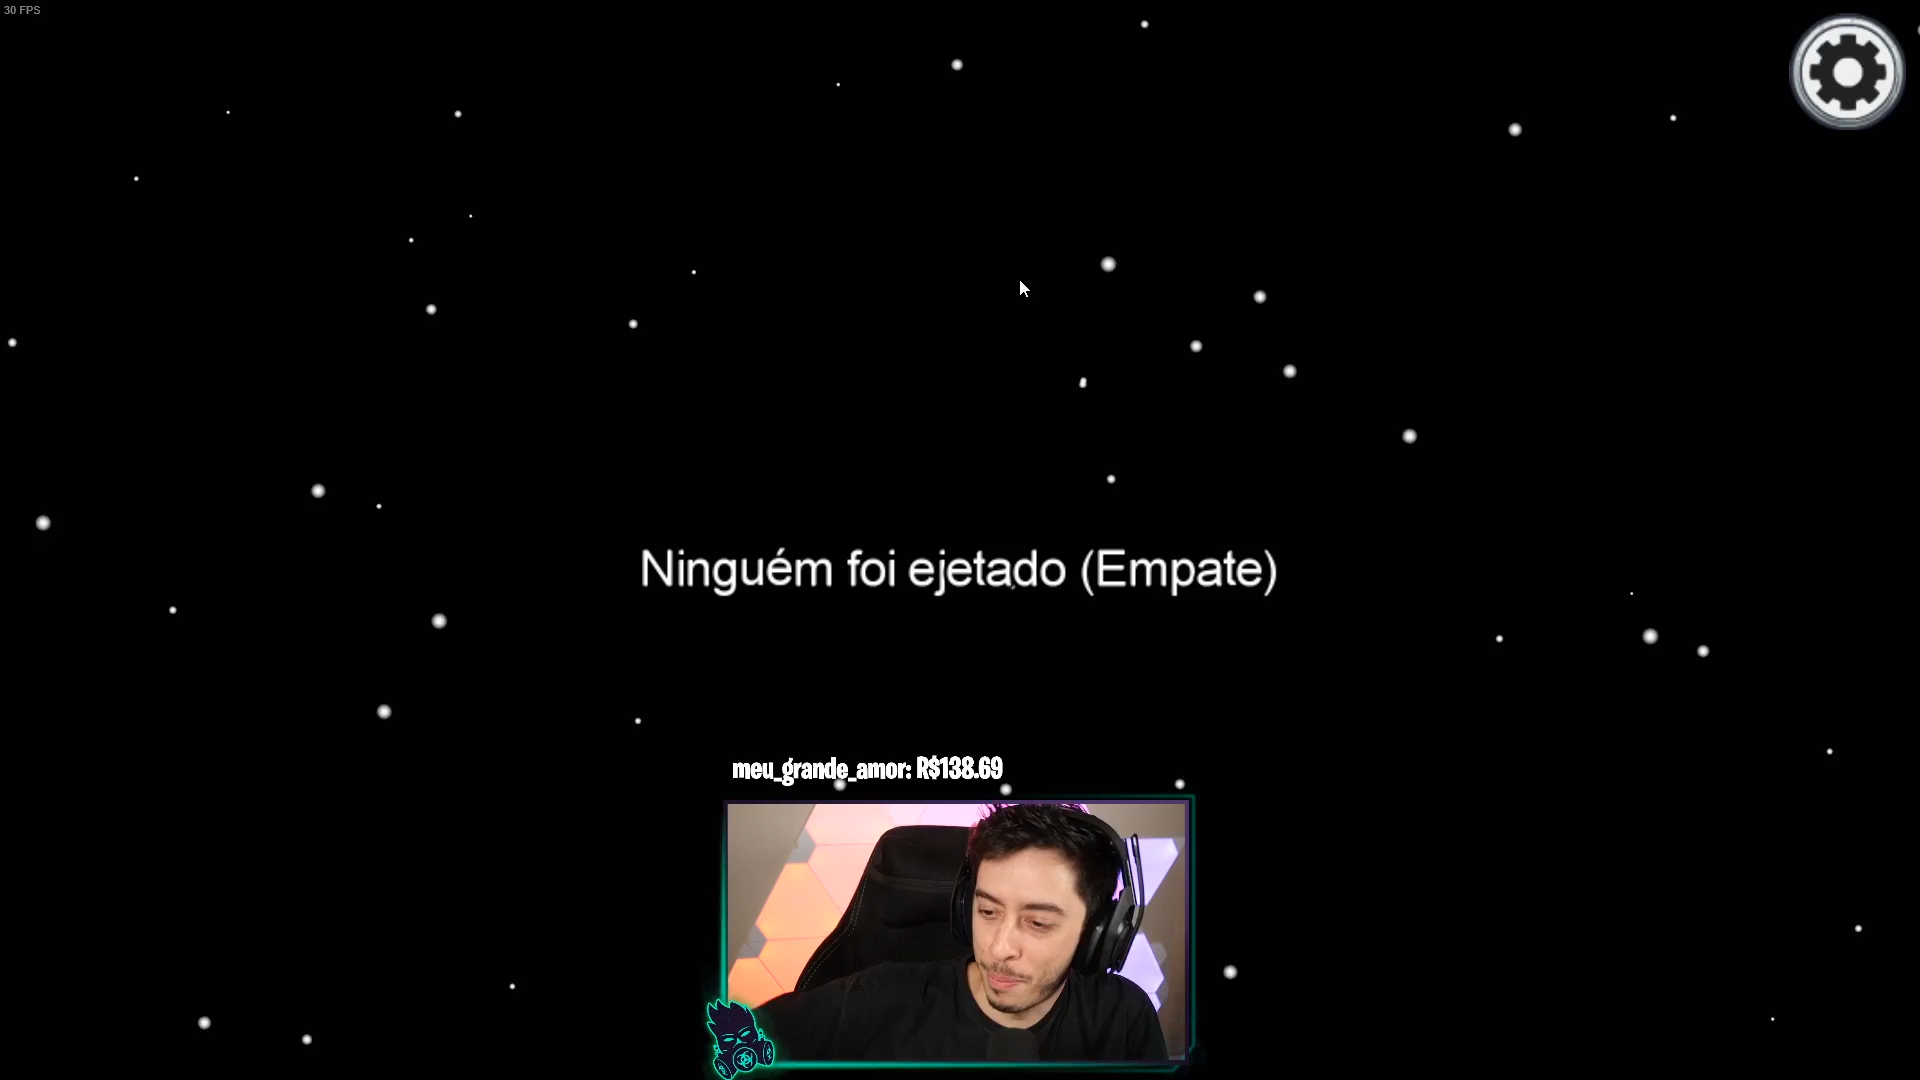 30 FPS
Ninguém foi ejetado (Empate)
meu_grande_amor: R$138.69